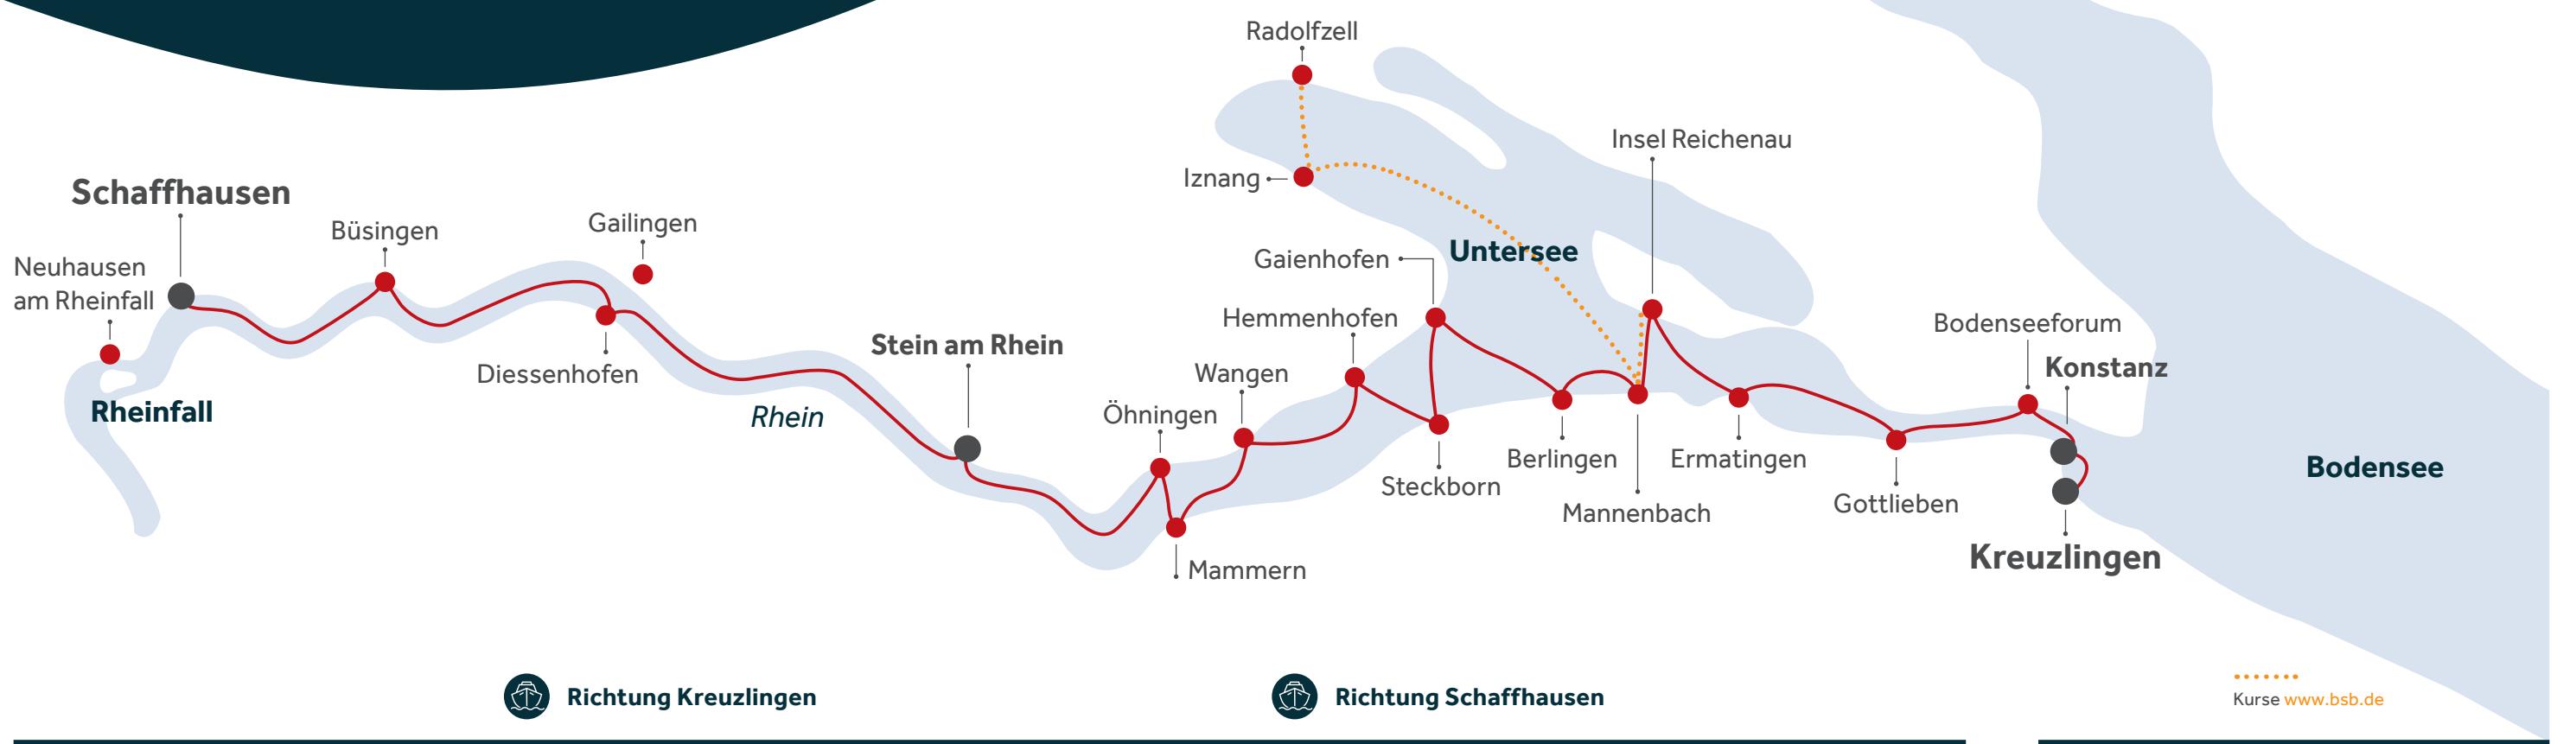 Radolfzell
Insel Reichenau
Iznang
Schaffhausen
Gailingen
Büsingen
Untersee
Gaienhofen
Neuhausen
am Rheinfall
Hemmenhofen
Bodenseeforum
Stein am Rhein
Konstanz
Wangen
Diessenhofen
Rheinfall
Rhein
Öhningen
Berlingen
Ermatingen
Bodensee
Steckborn
Gottlieben
Mannenbach
Kreuzlingen
Mammern
Richtung Kreuzlingen
Richtung Schaffhausen
Kurse www.bsb.de